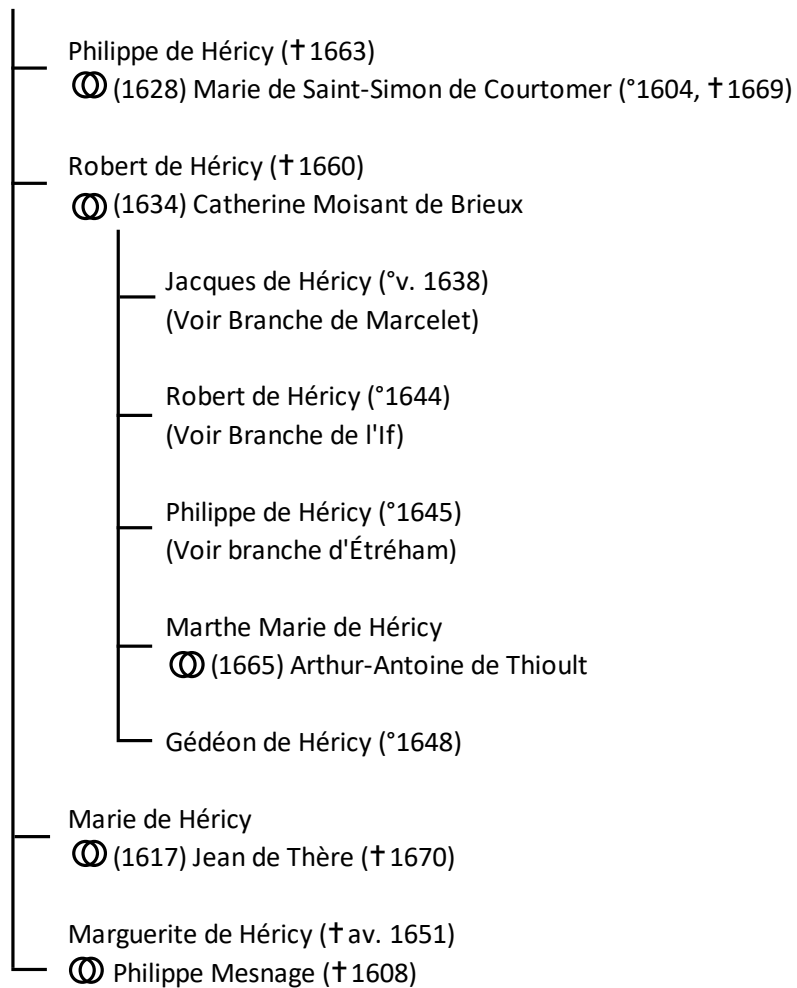 Philippe de Héricy (†1663)
(1628) Marie de Saint-Simon de Courtomer (°1604, †1669)
Robert de Héricy (†1660)
(1634) Catherine Moisant de Brieux
Jacques de Héricy (°v. 1638)
(Voir Branche de Marcelet)
Robert de Héricy (°1644)
(Voir Branche de l'If)
Philippe de Héricy (°1645)
(Voir branche d'Étréham)
Marthe Marie de Héricy
(1665) Arthur-Antoine de Thioult
Gédéon de Héricy (°1648)
Marie de Héricy
(1617) Jean de Thère (†1670)
Marguerite de Héricy (†av. 1651)
Philippe Mesnage (†1608)